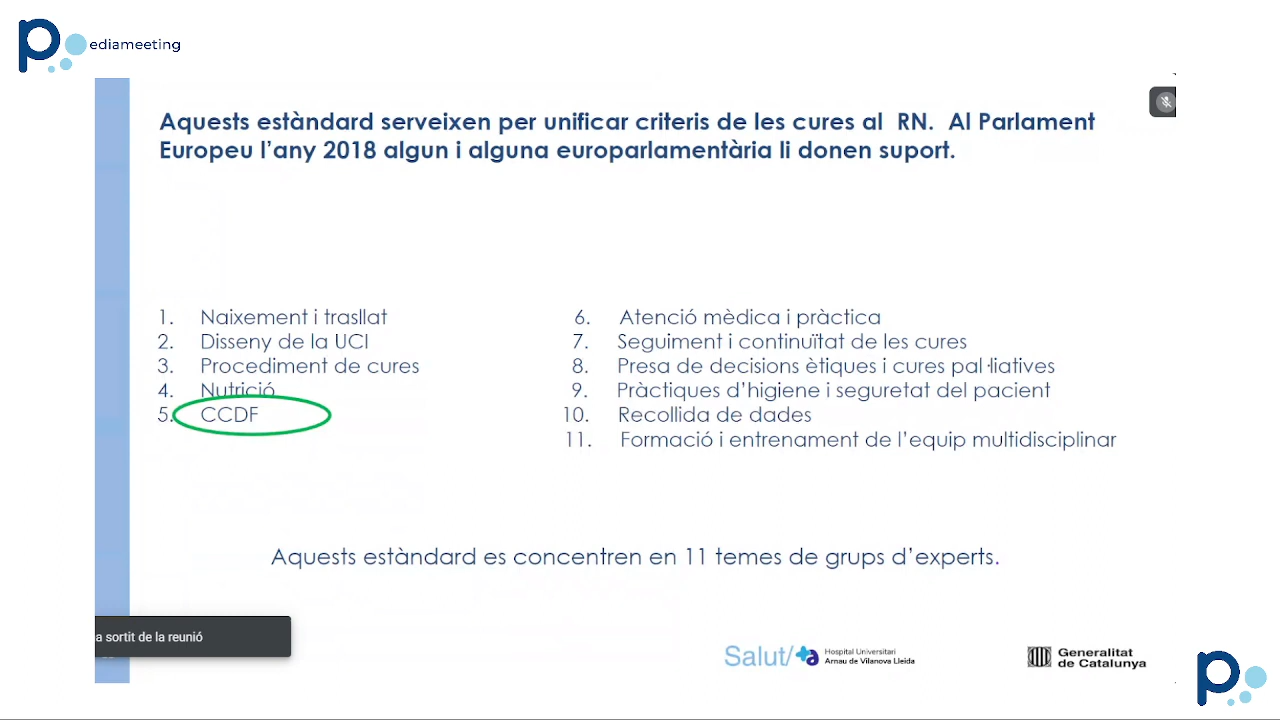 pediameeting
Aquests estàndard serveixen per unificar criteris de les cures al RN. Al Parlament
Europeu l'any 2018 algun i alguna europarlamentària li donen suport.
1. Naixement i trasllat
2. Disseny de la UCI
3. Procediment de cures
4. Nutrició
5. CCDF
6. Atenció mèdica i pràctica
7. Seguiment i continuïtat de les cures
8. Presa de decisions ètiques i cures pal·liatives
9. Pràctiques d'higiene i seguretat del pacient
10. Recollida de dades
11. Formació i entrenament de l'equip multidisciplinar
Aquests estàndard es concentren en 11 temes de grups d'experts.
a sortit de la reunió
Salut/
Hospital Universitari
Arnau de Vilanova Lleida
Generalitat
de Catalunya
p